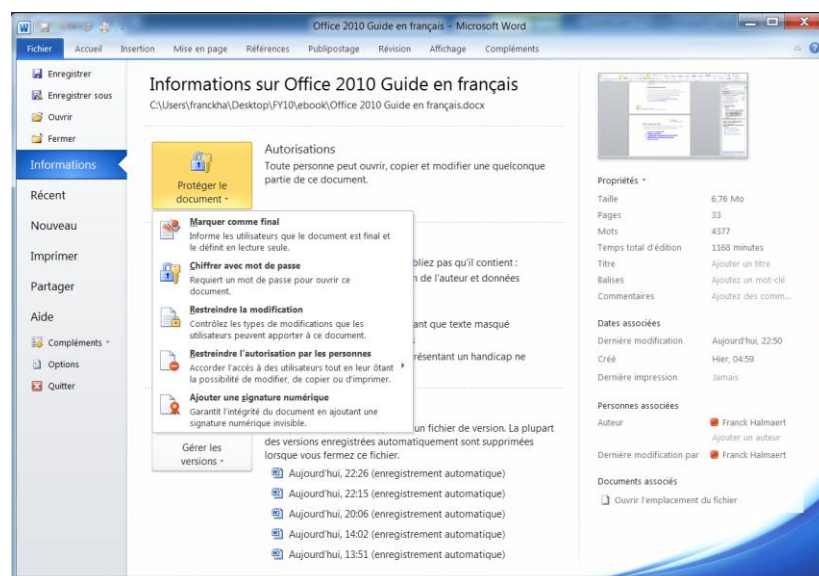 Office 2010 Guide en français - Microsoft Word
Fichier Accueil Insertion Mise en page Références Publipostage Révision Affichage Compléments
Enregistrer
Enregistrer sous
Ouvrir
Fermer
Informations
Récent
Nouveau
Imprimer
Partager
Aide
Compléments
Options
Quitter
Informations sur Office 2010 Guide en français
C:\Users\franckha\Desktop\FY10\ebook\Office 2010 Guide en français.docx
Protéger le
document
Autorisations
Toute personne peut ouvrir, copier et modifier une quelconque
partie de ce document.
Marquer comme final
Informe les utilisateurs que le document est final et
le définit en lecture seule.
Chiffrer avec mot de passe
Requiert un mot de passe pour ouvrir ce
document.
Restreindre la modification
Contrôlez les types de modifications que les
utilisateurs peuvent apporter à ce document.
Restreindre l'autorisation par les personnes
Accorder l'accès à des utilisateurs tout en leur ôtant
la possibilité de modifier, de copier ou d'imprimer.
Ajouter une signature numérique
Garantit l'intégrité du document en ajoutant une
signature numérique invisible.
bliez pas qu'il contient :
n de l'auteur et données
ant que texte masqué
résentant un handicap ne
un fichier de version. La plupart
des versions enregistrées automatiquement sont supprimées
lorsque vous fermez ce fichier.
Gérer les
versions
Aujourd'hui, 22:26 (enregistrement automatique)
Aujourd'hui, 22:15 (enregistrement automatique)
Aujourd'hui, 20:06 (enregistrement automatique)
Aujourd'hui, 14:02 (enregistrement automatique)
Aujourd'hui, 13:51 (enregistrement automatique)
Propriétés
Taille 6,76 Mo
Pages 33
Mots 4377
Temps total d'édition 1168 minutes
Titre Ajouter un titre
Balises Ajoutez un mot-clé
Commentaires Ajoutez des comm...
Dates associées
Dernière modification Aujourd'hui, 22:50
Créé Hier, 04:59
Dernière impression Jamais
Personnes associées
Auteur Franck Halmaert
Ajouter un auteur
Dernière modification par Franck Halmaert
Documents associés
Ouvrir l'emplacement du fichier